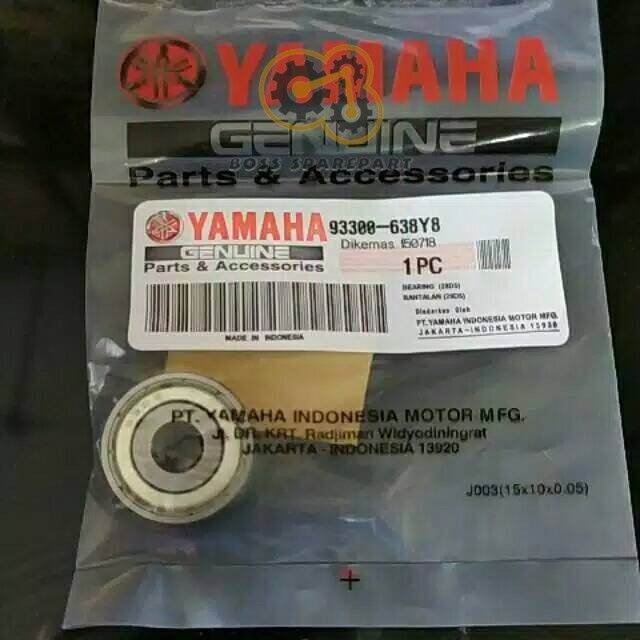 YAMAHA
GENUINE
BOSS SPAREPART
Parts & Accessories
YAMAHA 93300-638Y8
GENUINE Dikemas 150718
Parts & Accessories 1 PC
BEARING (28D5)
BANTALAN (28D5)
Diedarkan Oleh
PT.YAMAHA INDONESIA MOTOR MFG.
JAKARTA-INDONESIA 13930
MADE IN INDONESIA
PT. YAMAHA INDONESIA MOTOR MFG.
Jl. DR. KRT. Radjiman Widyodiningrat
JAKARTA - INDONESIA 13920
J003(15x10x0.05)